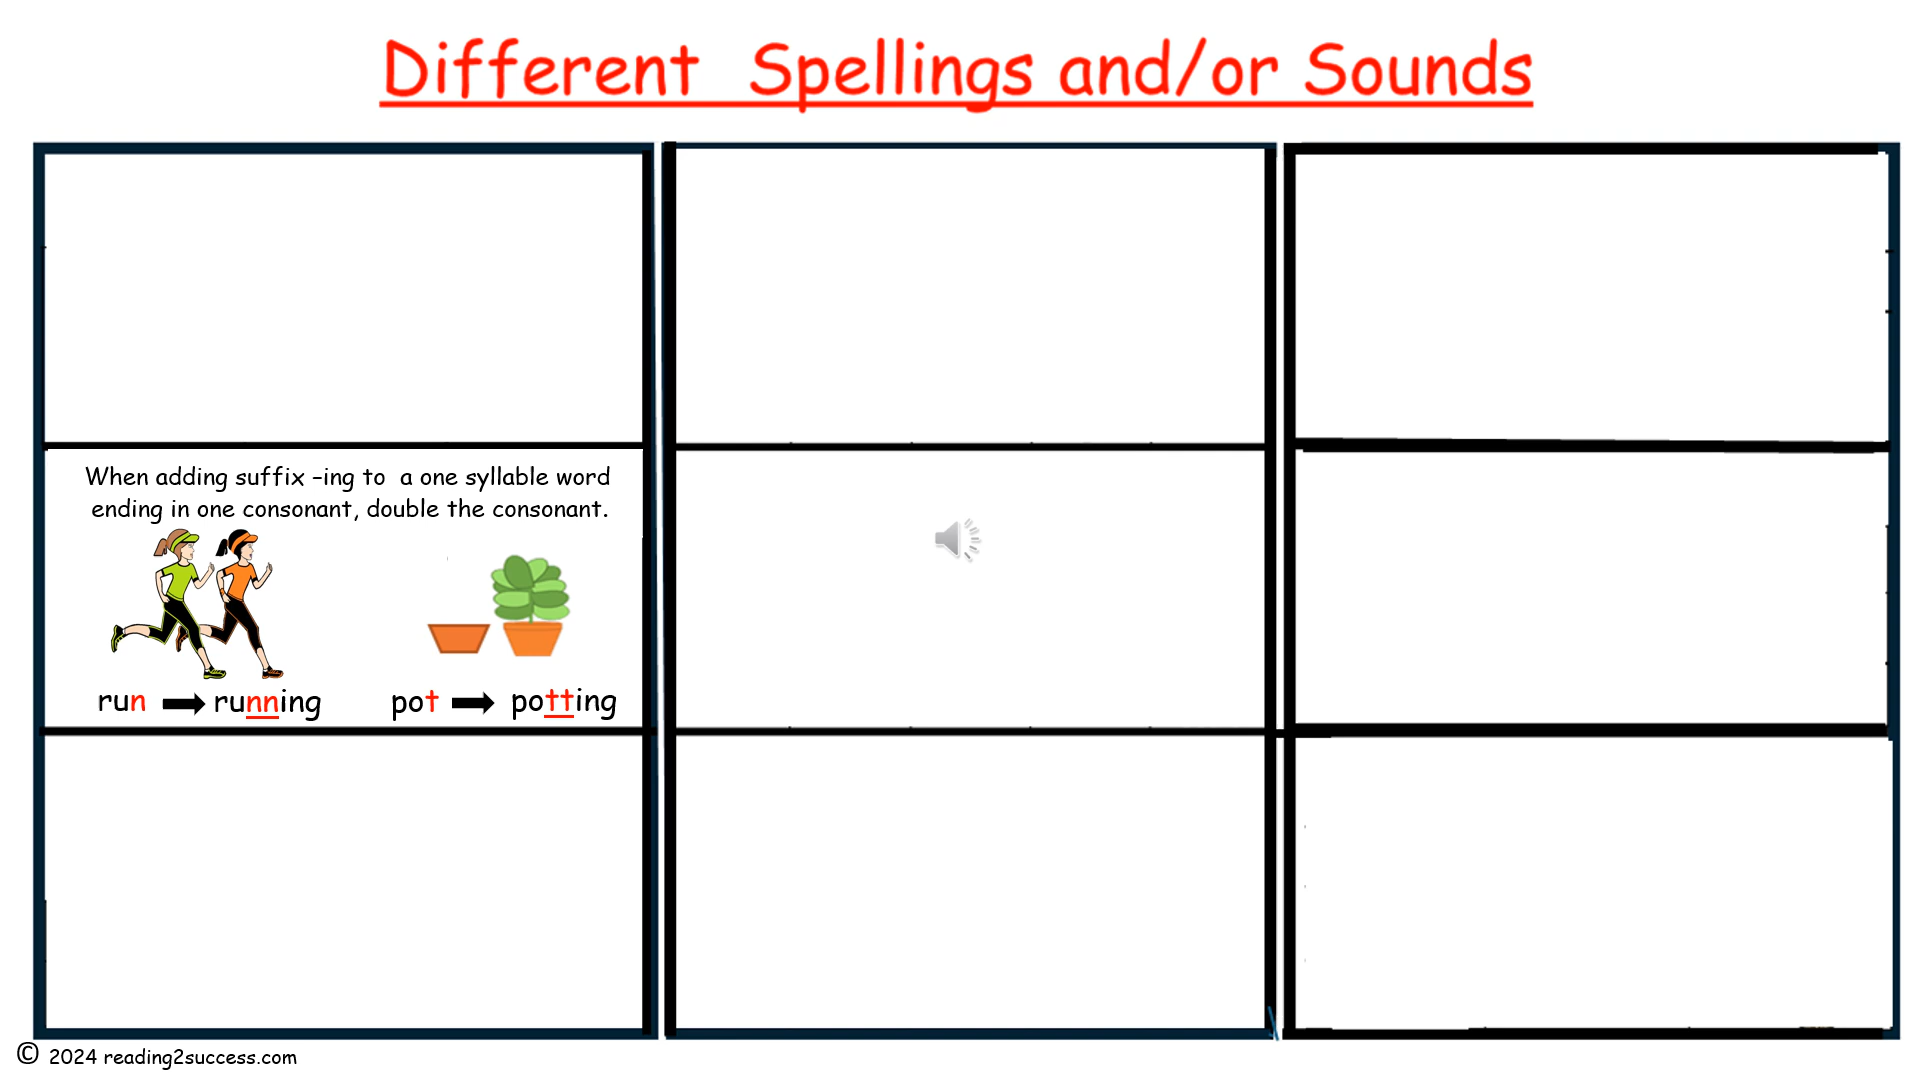 Different Spellings and/or Sounds
When adding suffix –ing to a one syllable word
ending in one consonant, double the consonant.
run running pot potting
© 2024 reading2success.com